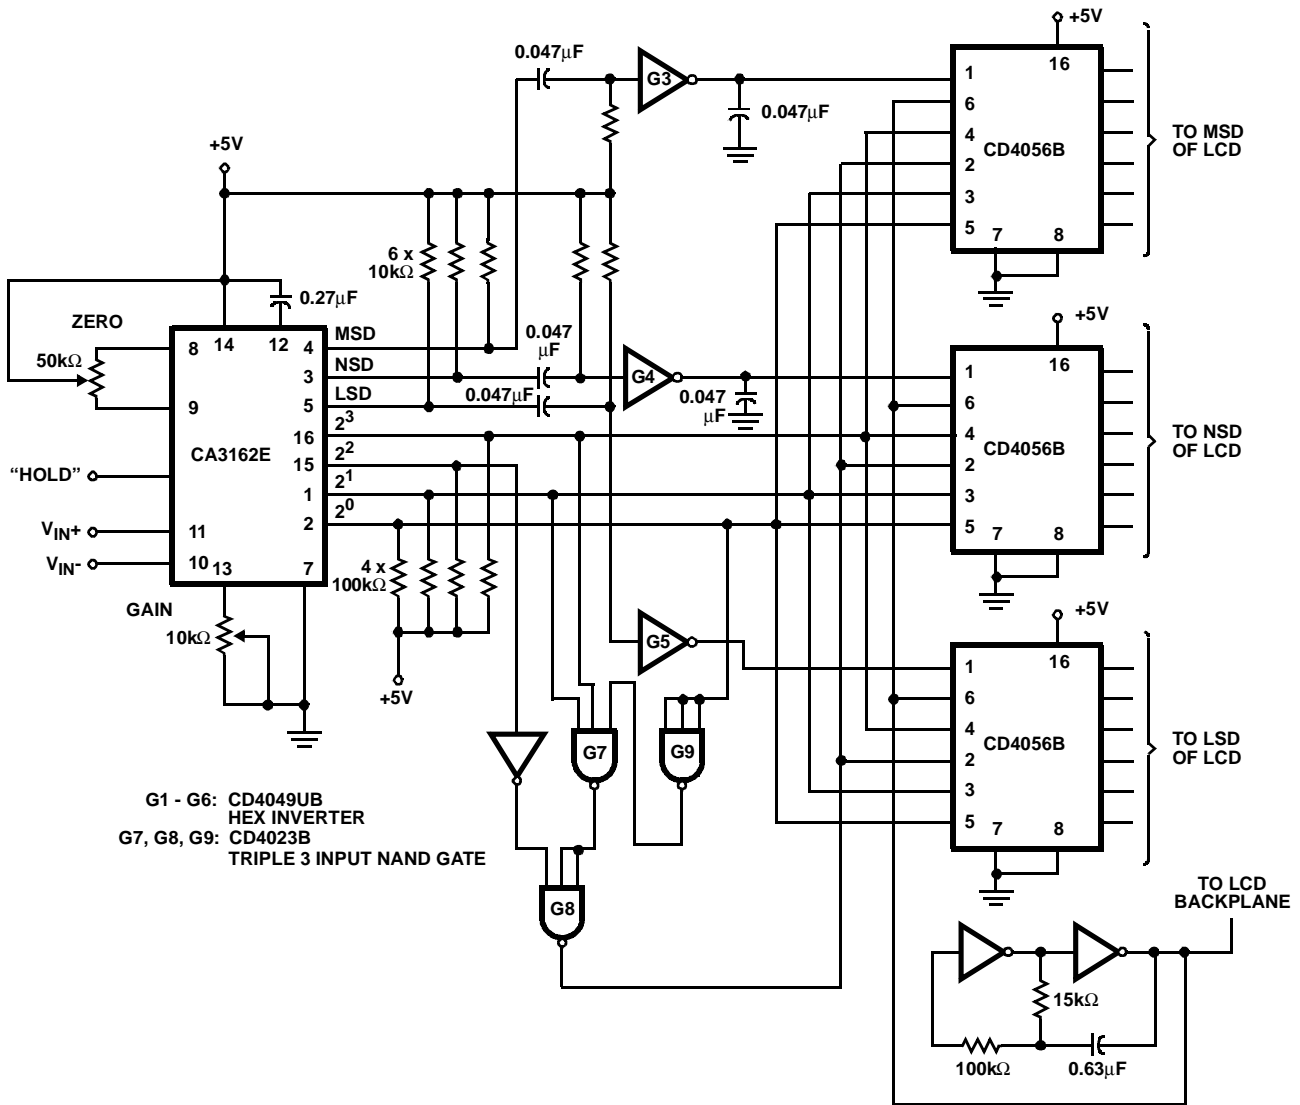 +5V
0.047μF
G3
0.047μF
1
6
4
2
3
5
16
CD4056B
7
8
TO MSD
OF LCD
+5V
6 x
10kΩ
0.27μF
ZERO
50kΩ
8
14
12
4
MSD
3
NSD
5
LSD
9
CA3162E
16
2³
15
2²
1
2¹
2
2⁰
"HOLD"
VIN+
11
VIN-
10
13
7
GAIN
10kΩ
4 x
100kΩ
+5V
0.047
μF
0.047μF
G4
0.047
μF
+5V
1
6
4
2
3
5
16
CD4056B
7
8
TO NSD
OF LCD
G5
G7
G9
G8
+5V
1
6
4
2
3
5
16
CD4056B
7
8
TO LSD
OF LCD
G1 - G6: CD4049UB
HEX INVERTER
G7, G8, G9: CD4023B
TRIPLE 3 INPUT NAND GATE
TO LCD
BACKPLANE
15kΩ
100kΩ
0.63μF